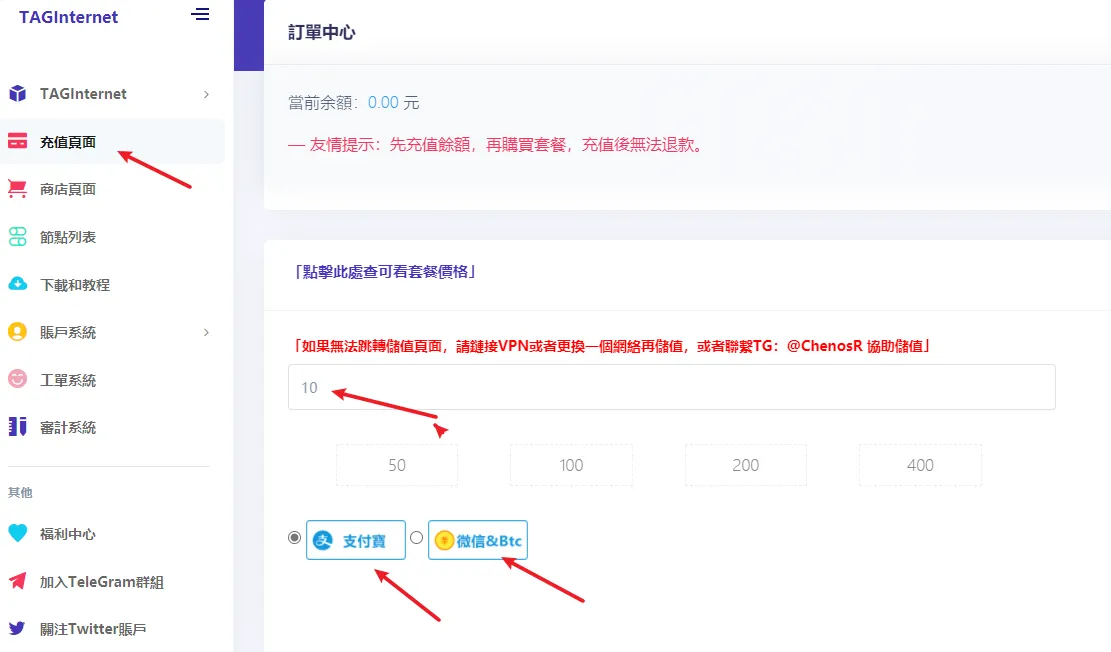 TAGInternet
TAGInternet
充值頁面
商店頁面
節點列表
下載和教程
賬戶系統
工單系統
審計系統
其他
福利中心
加入TeleGram群組
關注Twitter賬戶
訂單中心
當前余額：0.00 元
— 友情提示：先充值餘額，再購買套餐，充值後無法退款。
「點擊此處查可看套餐價格」
「如果無法跳轉儲值頁面，請鏈接VPN或者更換一個網絡再儲值，或者聯繫TG：@ChenosR 協助儲值」
10
50 100 200 400
支付寶 微信&Btc